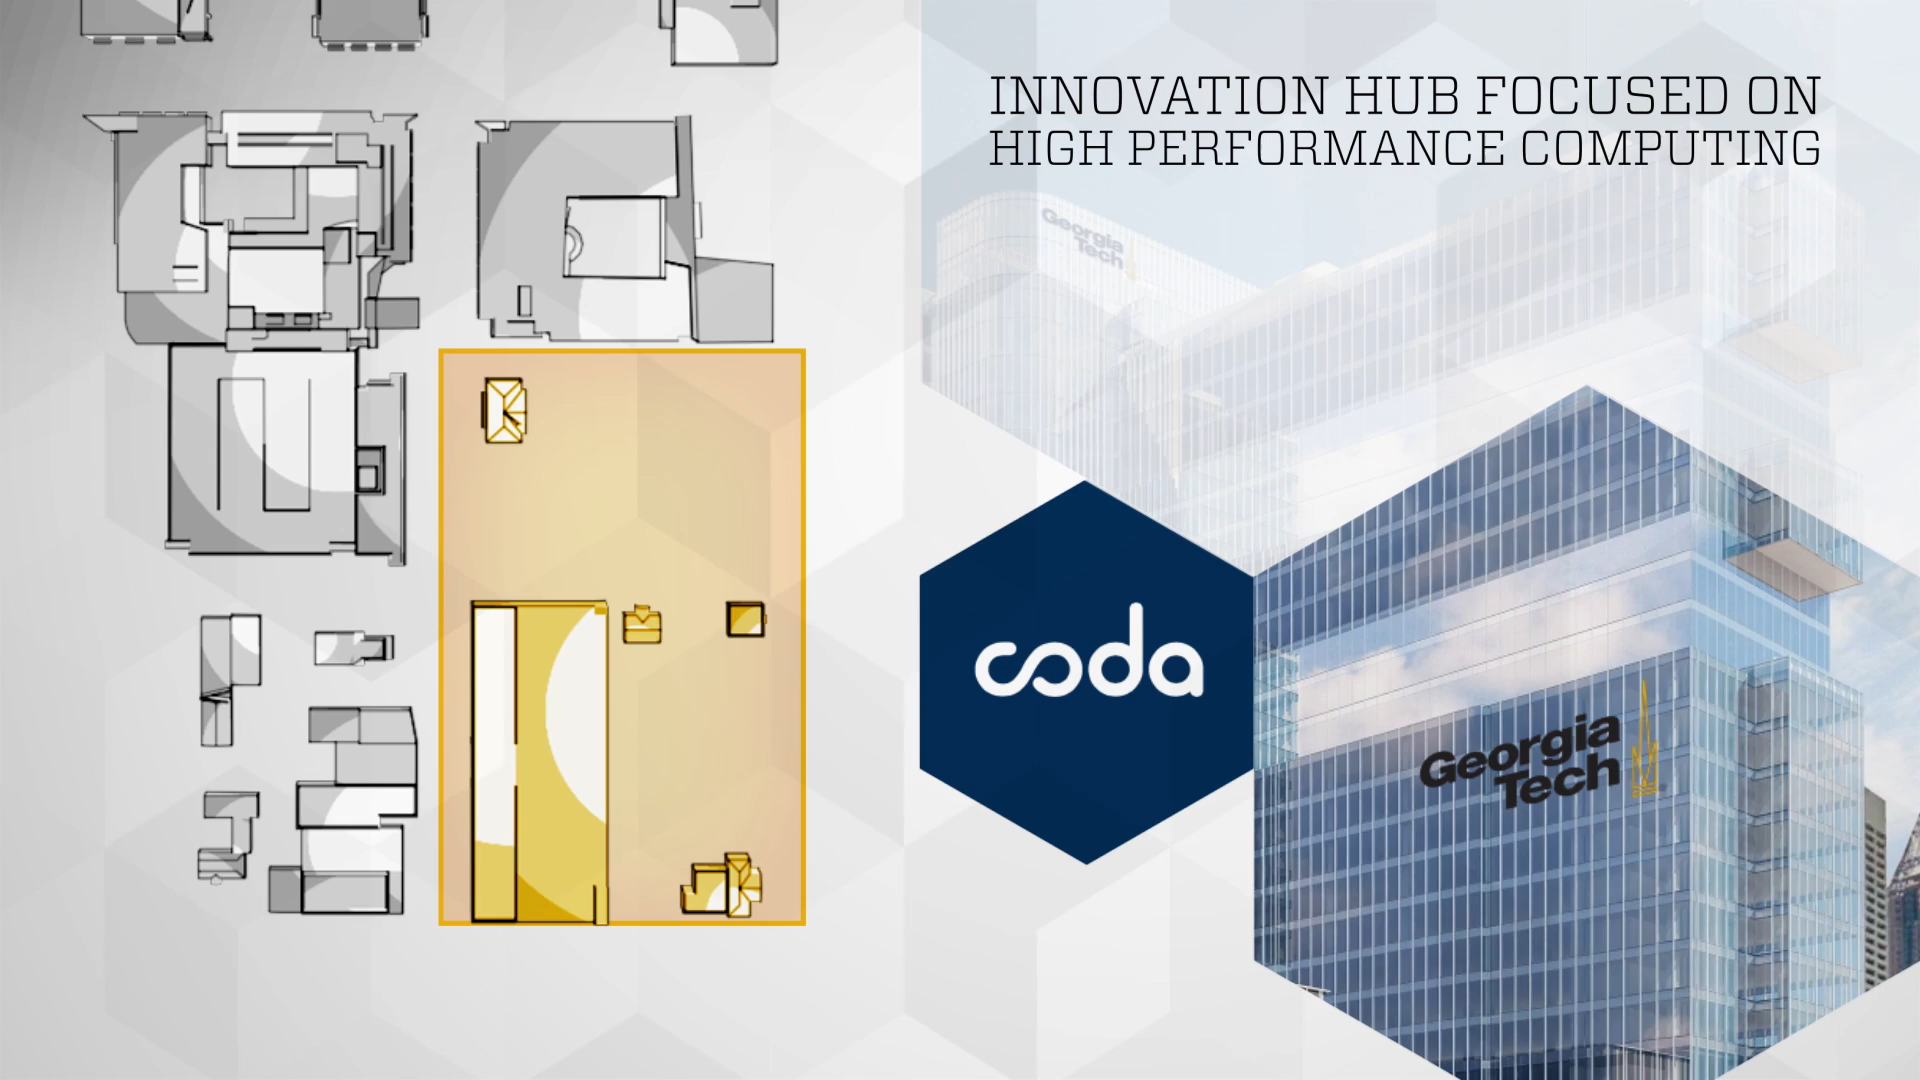 INNOVATION HUB FOCUSED ON
HIGH PERFORMANCE COMPUTING
Georgia
Tech
coda
Georgia
Tech